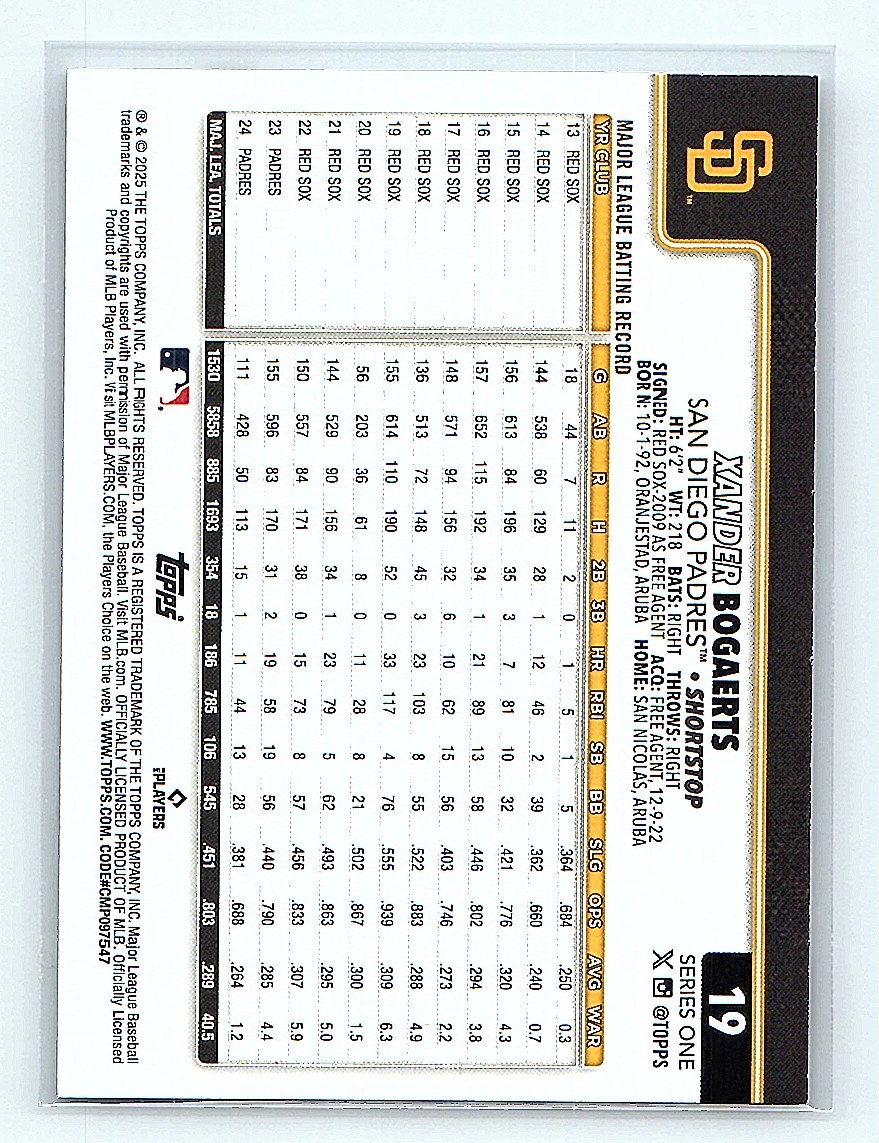 SD™
XANDER BOGAERTS
SAN DIEGO PADRES™ • SHORTSTOP
HT: 6'2" WT: 218 BATS: RIGHT THROWS: RIGHT
SIGNED: RED SOX-2009 AS FREE AGENT ACQ: FREE AGENT, 12-9-22
BORN: 10-1-92, ORANJESTAD, ARUBA HOME: SAN NICOLAS, ARUBA
19
SERIES ONE
X @TOPPS
MAJOR LEAGUE BATTING RECORD
YR CLUB G AB R H 2B 3B HR RBI SB BB SLG OPS AVG WAR
13 RED SOX 18 44 7 11 2 0 1 5 1 5 .364 .684 .250 0.3
14 RED SOX 144 538 60 129 28 1 12 46 2 39 .362 .660 .240 0.7
15 RED SOX 156 613 84 196 35 3 7 81 10 32 .421 .776 .320 4.3
16 RED SOX 157 652 115 192 34 1 21 89 13 58 .446 .802 .294 3.8
17 RED SOX 148 571 94 156 32 6 10 62 15 56 .403 .746 .273 2.2
18 RED SOX 136 513 72 148 45 3 23 103 8 55 .522 .883 .288 4.9
19 RED SOX 155 614 110 190 52 0 33 117 4 76 .555 .939 .309 6.3
20 RED SOX 56 203 36 61 8 0 11 28 8 21 .502 .867 .300 1.5
21 RED SOX 144 529 90 156 34 1 23 79 5 62 .493 .863 .295 5.0
22 RED SOX 150 557 84 171 38 0 15 73 8 57 .456 .833 .307 5.9
23 PADRES 155 596 83 170 31 2 19 58 19 56 .440 .790 .285 4.4
24 PADRES 111 428 50 113 15 1 11 44 13 28 .381 .688 .264 1.2
MAJ. LEA. TOTALS 1530 5858 885 1693 354 18 186 785 106 545 .451 .803 .289 40.5
topps
PLAYERS
® & © 2025 THE TOPPS COMPANY, INC. ALL RIGHTS RESERVED. TOPPS IS A REGISTERED TRADEMARK OF THE TOPPS COMPANY, INC. Major League Baseball
trademarks and copyrights are used with permission of Major League Baseball. Visit MLB.com. OFFICIALLY LICENSED PRODUCT OF MLB. Officially Licensed
Product of MLB Players, Inc. Visit MLBPLAYERS.COM, the Players Choice on the web. WWW.TOPPS.COM. CODE#CMP097547